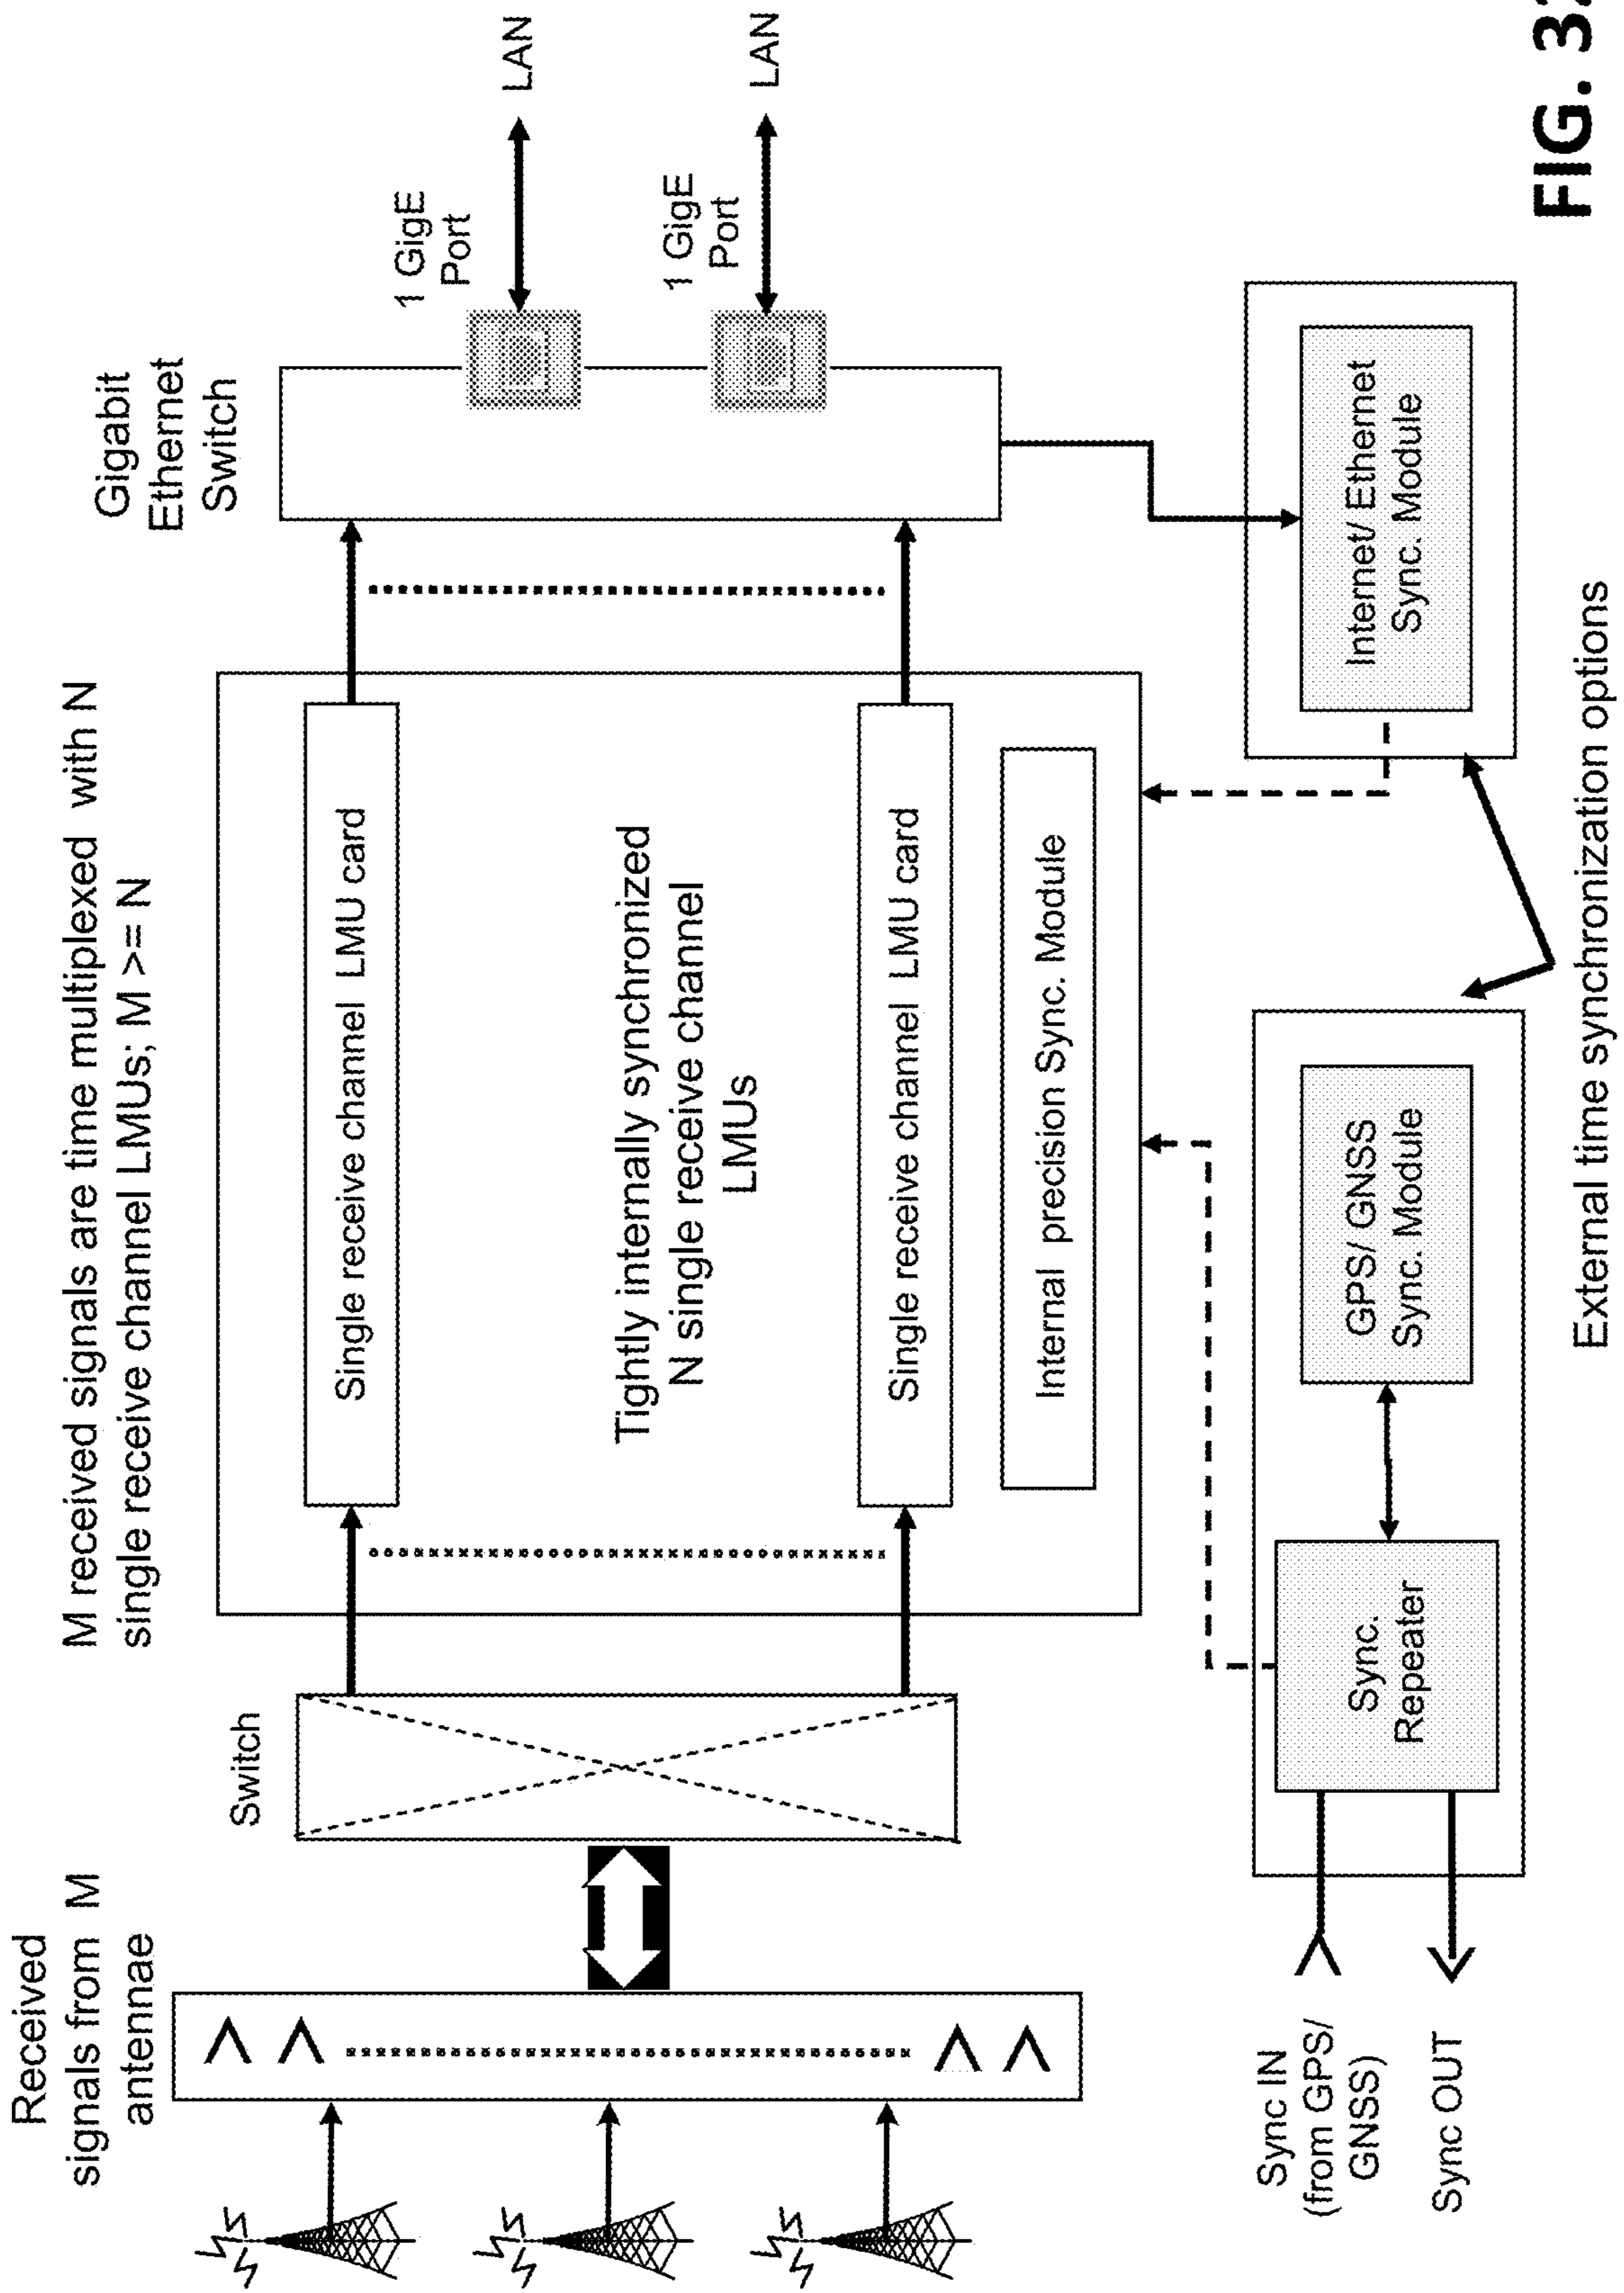 Received
signals from M
antennae
Switch
M received signals are time multiplexed with N
single receive channel LMUs; M >= N
Single receive channel LMU card
Tightly internally synchronized
N single receive channel
LMUs
Single receive channel LMU card
Internal precision Sync. Module
Gigabit
Ethernet
Switch
1 GigE
Port
LAN
1 GigE
Port
LAN
Sync IN
(from GPS/
GNSS)
Sync OUT
Sync.
Repeater
GPS/ GNSS
Sync. Module
Internet/ Ethernet
Sync. Module
External time synchronization options
FIG.